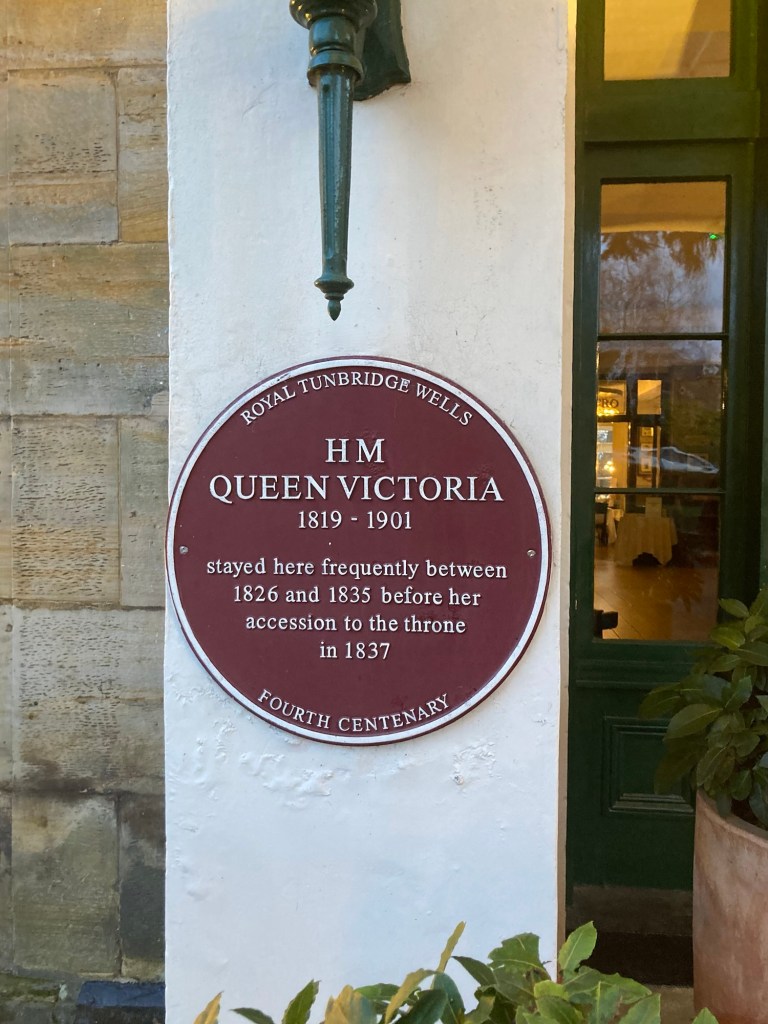 ROYAL TUNBRIDGE WELLS
HM
QUEEN VICTORIA
1819 - 1901
stayed here frequently between
1826 and 1835 before her
accession to the throne
in 1837
FOURTH CENTENARY